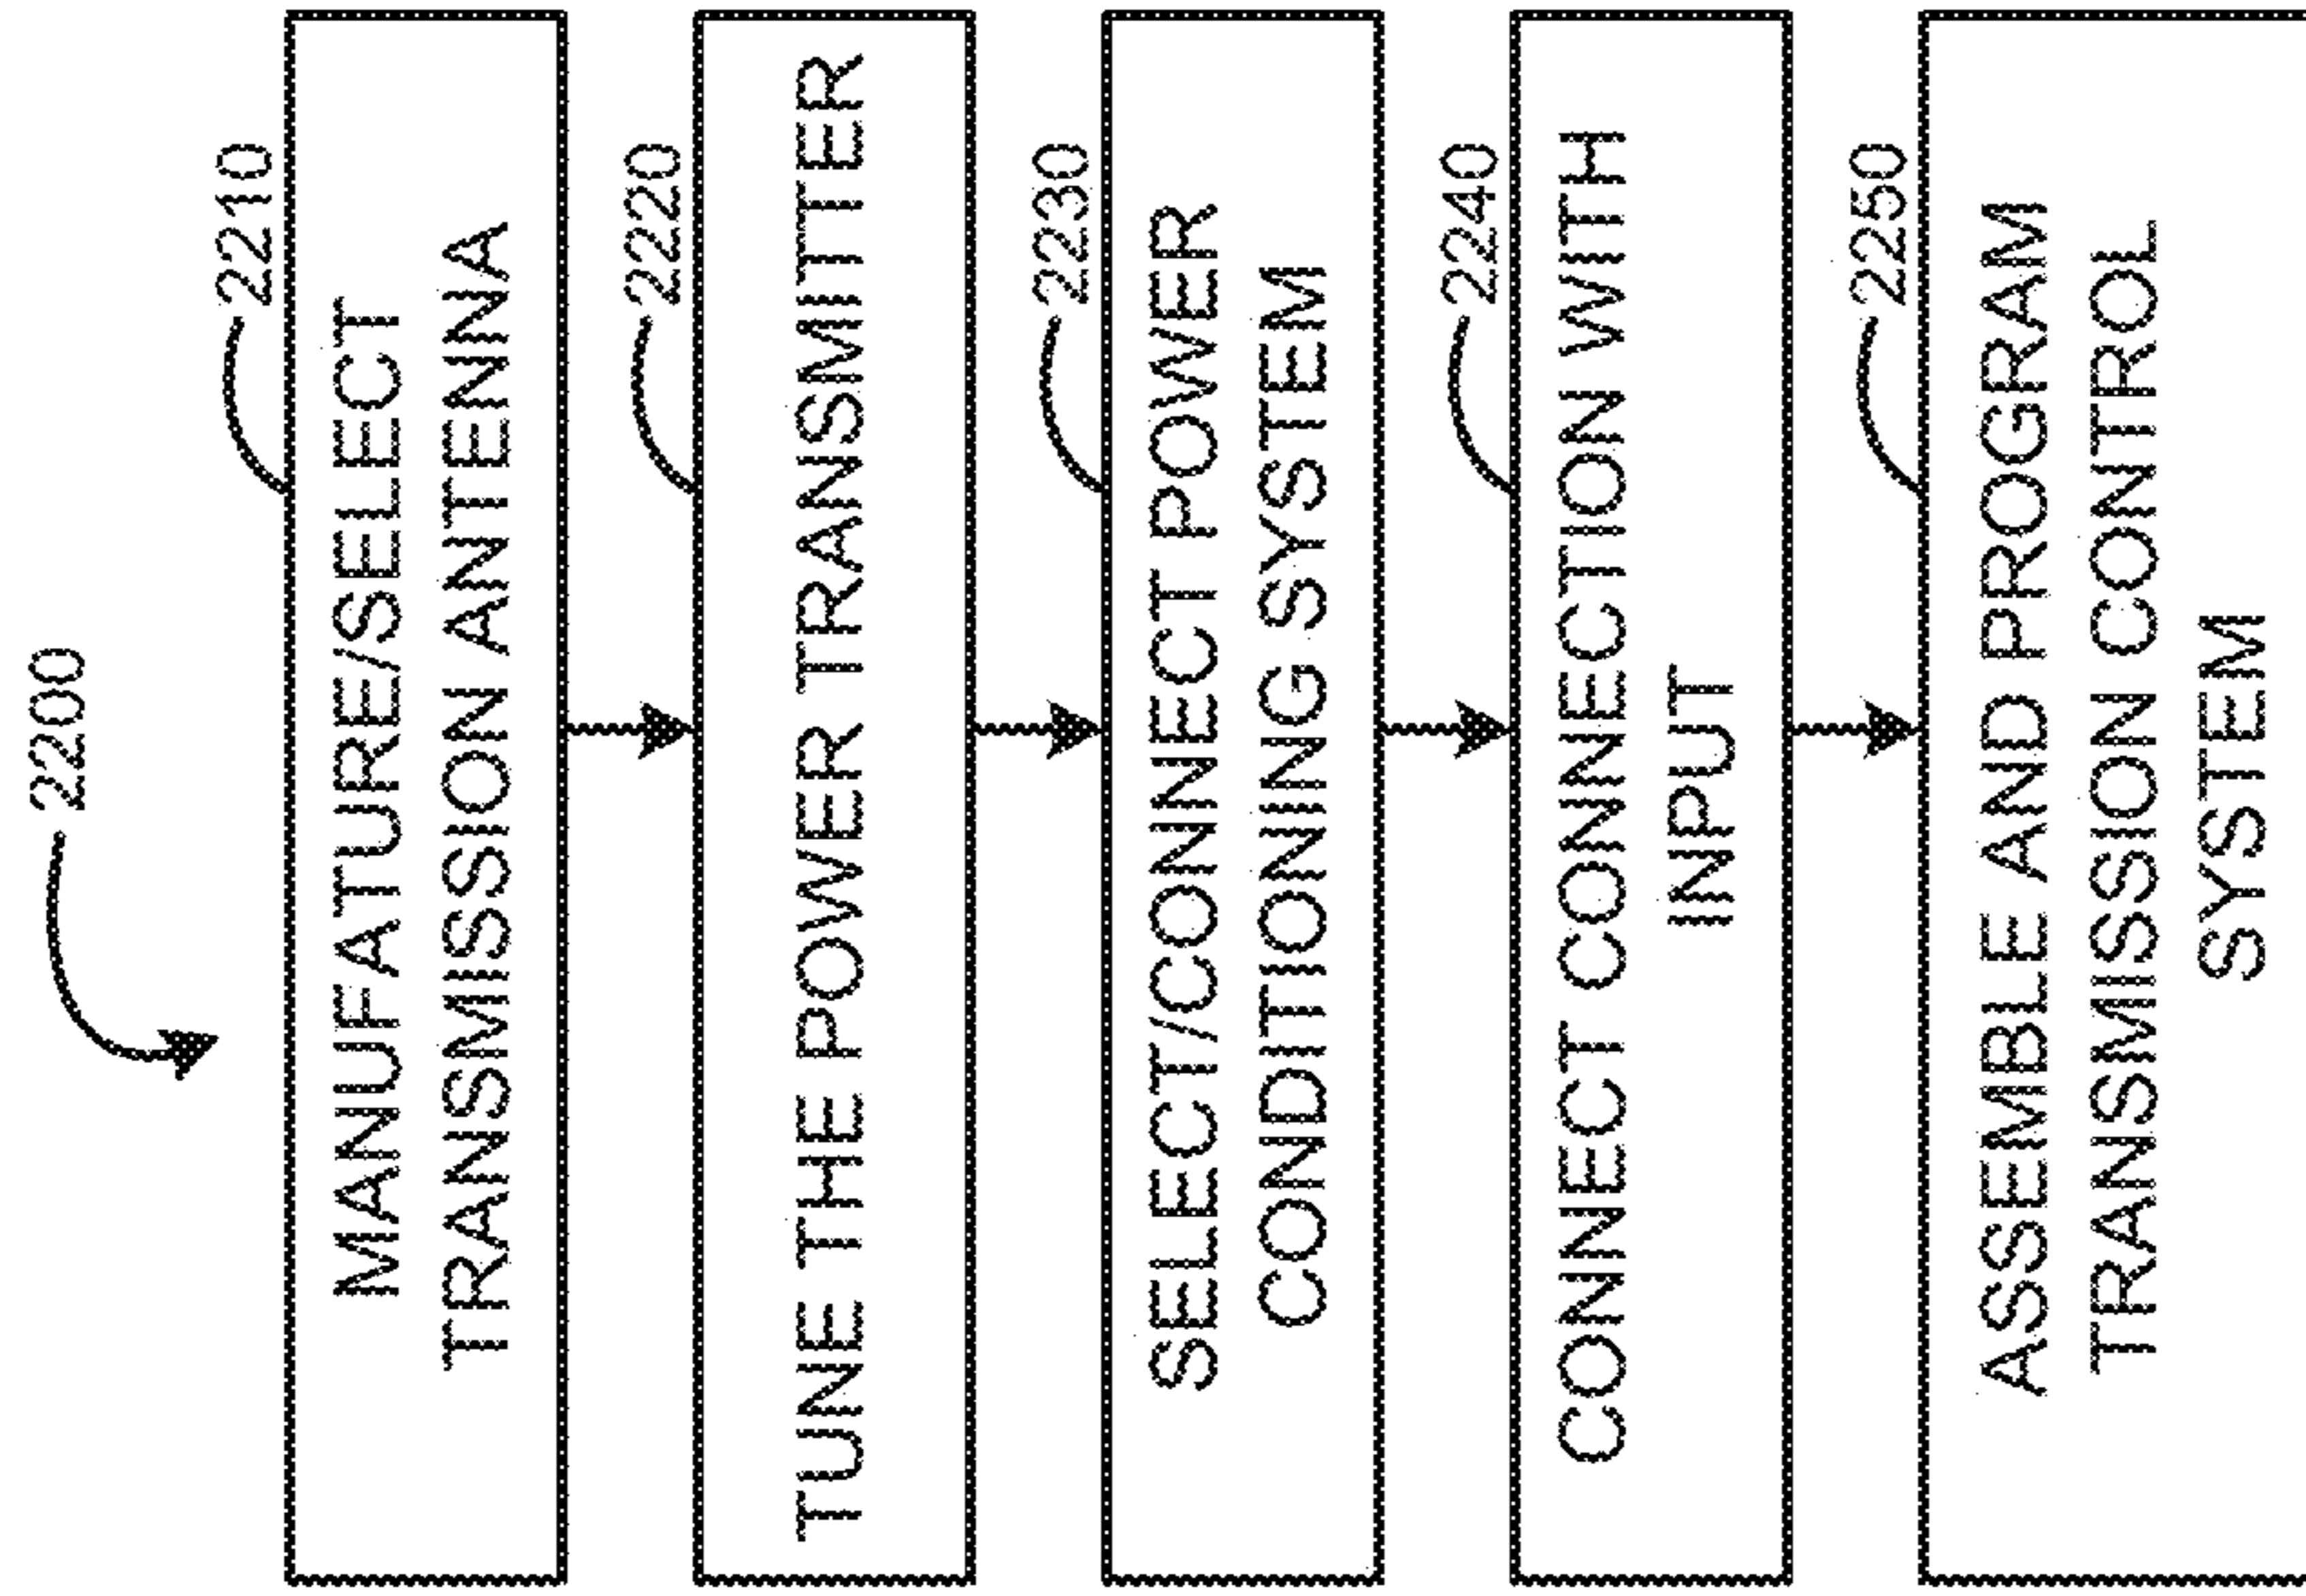 2200
2210
MANUFATURE/SELECT
TRANSMISSION ANTENNA
2220
TUNE THE POWER TRANSMITTER
2230
SELECT/CONNECT POWER
CONDITIONING SYSTEM
2240
CONNECT CONNECTION WITH
INPUT
2250
ASSEMBLE AND PROGRAM
TRANSMISSION CONTROL
SYSTEM